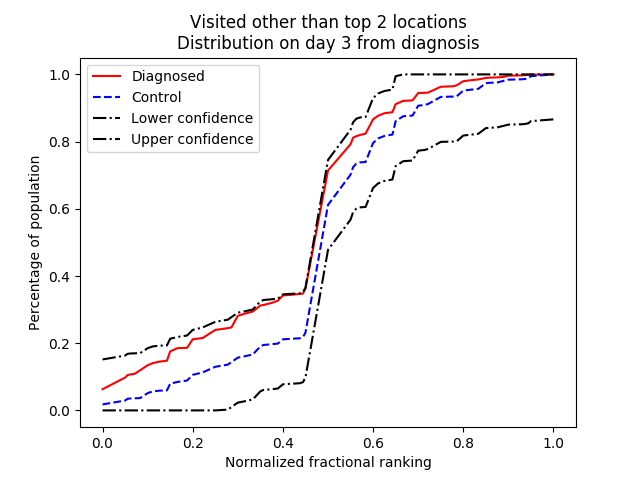 Visited other than top 2 locations
Distribution on day 3 from diagnosis
Diagnosed
Control
Lower confidence
Upper confidence
Percentage of population
1.0
0.8
0.6
0.4
0.2
0.0
0.0 0.2 0.4 0.6 0.8 1.0
Normalized fractional ranking